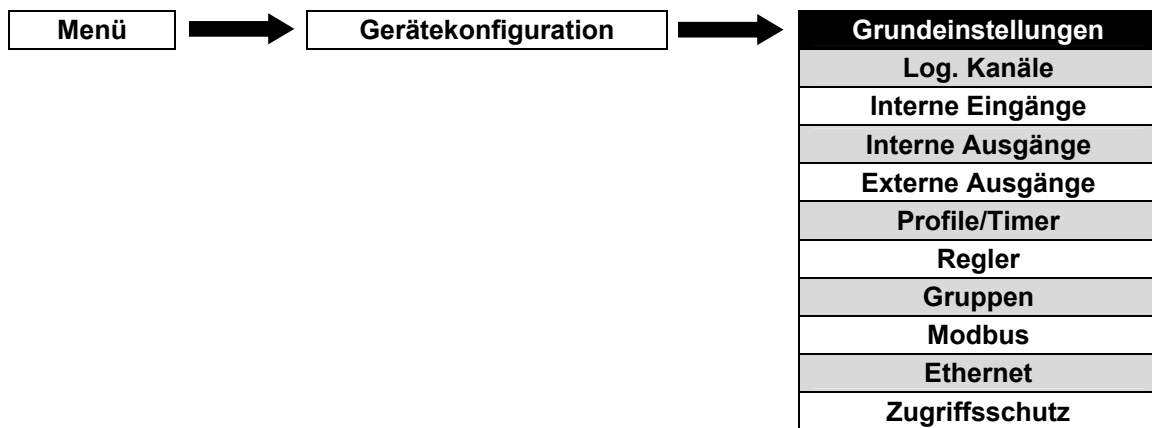 Menü
Gerätekonfiguration
Grundeinstellungen
Log. Kanäle
Interne Eingänge
Interne Ausgänge
Externe Ausgänge
Profile/Timer
Regler
Gruppen
Modbus
Ethernet
Zugriffsschutz